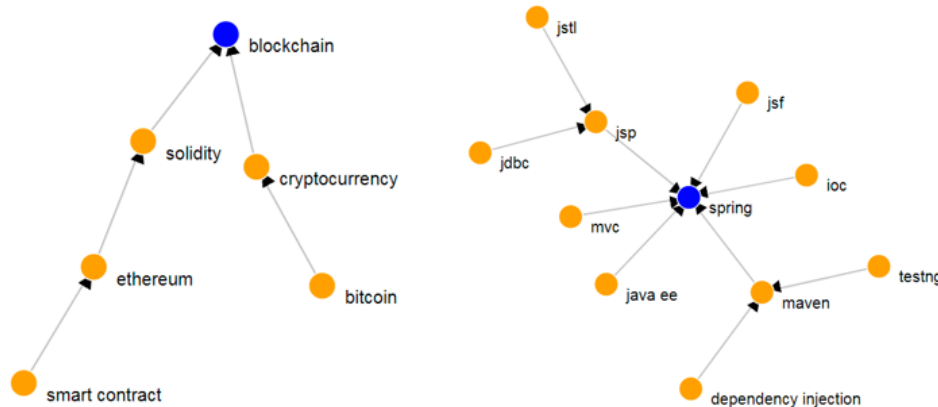 blockchain
solidity
cryptocurrency
ethereum
bitcoin
smart contract
jstl
jsf
jsp
jdbc
ioc
spring
mvc
testng
java ee
maven
dependency injection